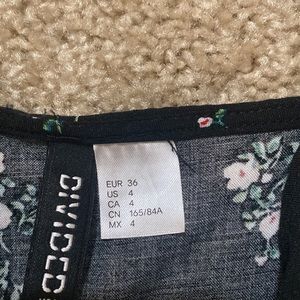 DIVIDED
EUR 36
US 4
CA 4
CN 165/84A
MX 4